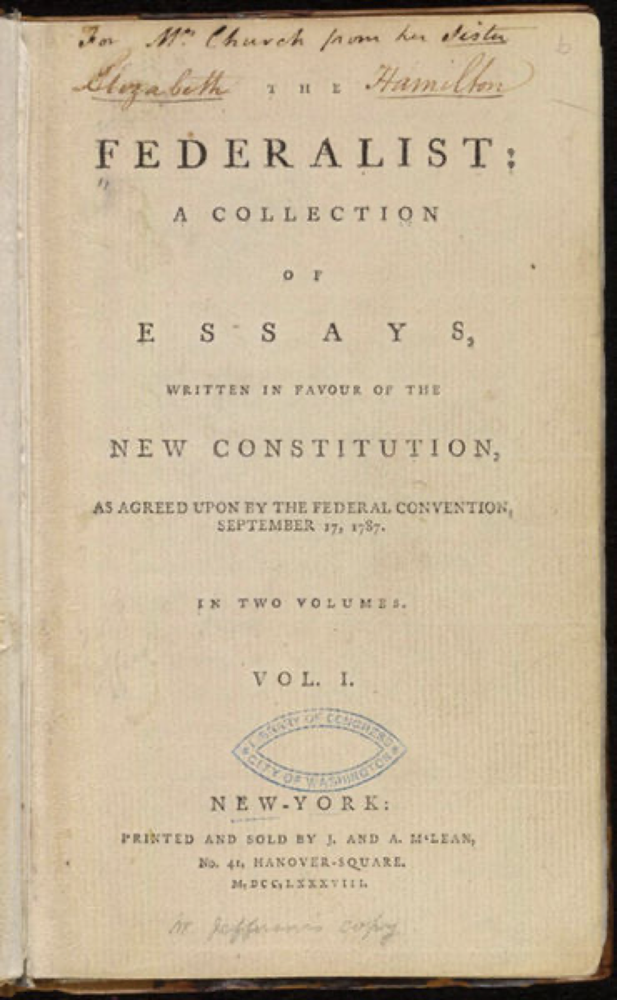 For Mrs. Church from her Sister
Elizabeth THE Hamilton
FEDERALIST:
A COLLECTION
OF
ESSAYS,
WRITTEN IN FAVOUR OF THE
NEW CONSTITUTION,
AS AGREED UPON BY THE FEDERAL CONVENTION,
SEPTEMBER 17, 1787.
IN TWO VOLUMES.
VOL. I.
LIBRARY OF CONGRESS
CITY OF WASHINGTON
NEW-YORK:
PRINTED AND SOLD BY J. AND A. McLEAN,
No. 41, HANOVER-SQUARE.
M,DCC,LXXXVIII.
Mr Jefferson's copy